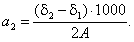 a₂ = (δ₂ − δ₁) · 1000 / 2A.